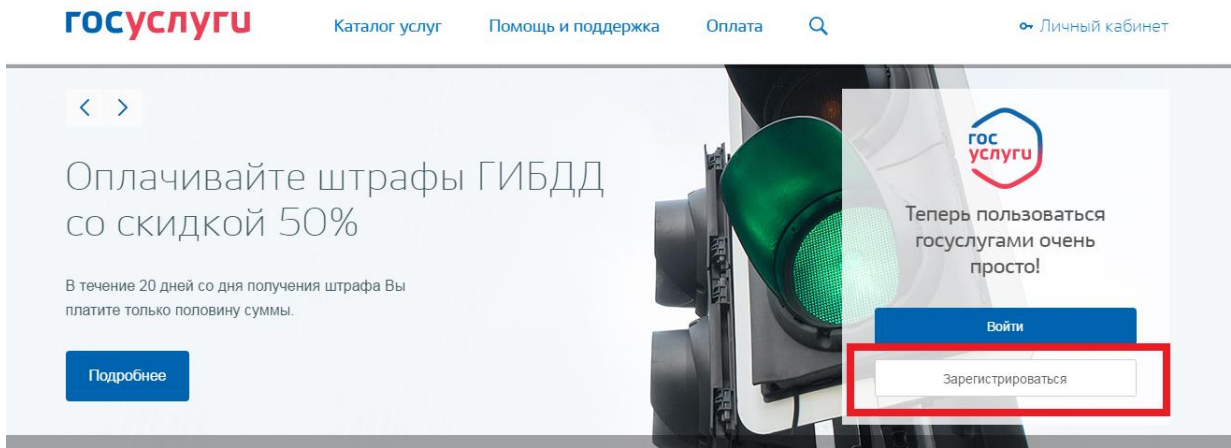 госуслуги
Каталог услуг
Помощь и поддержка
Оплата
Личный кабинет
Оплачивайте штрафы ГИБДД
со скидкой 50%
В течение 20 дней со дня получения штрафа Вы
платите только половину суммы.
Подробнее
гос
услуги
Теперь пользоваться
госуслугами очень
просто!
Войти
Зарегистрироваться